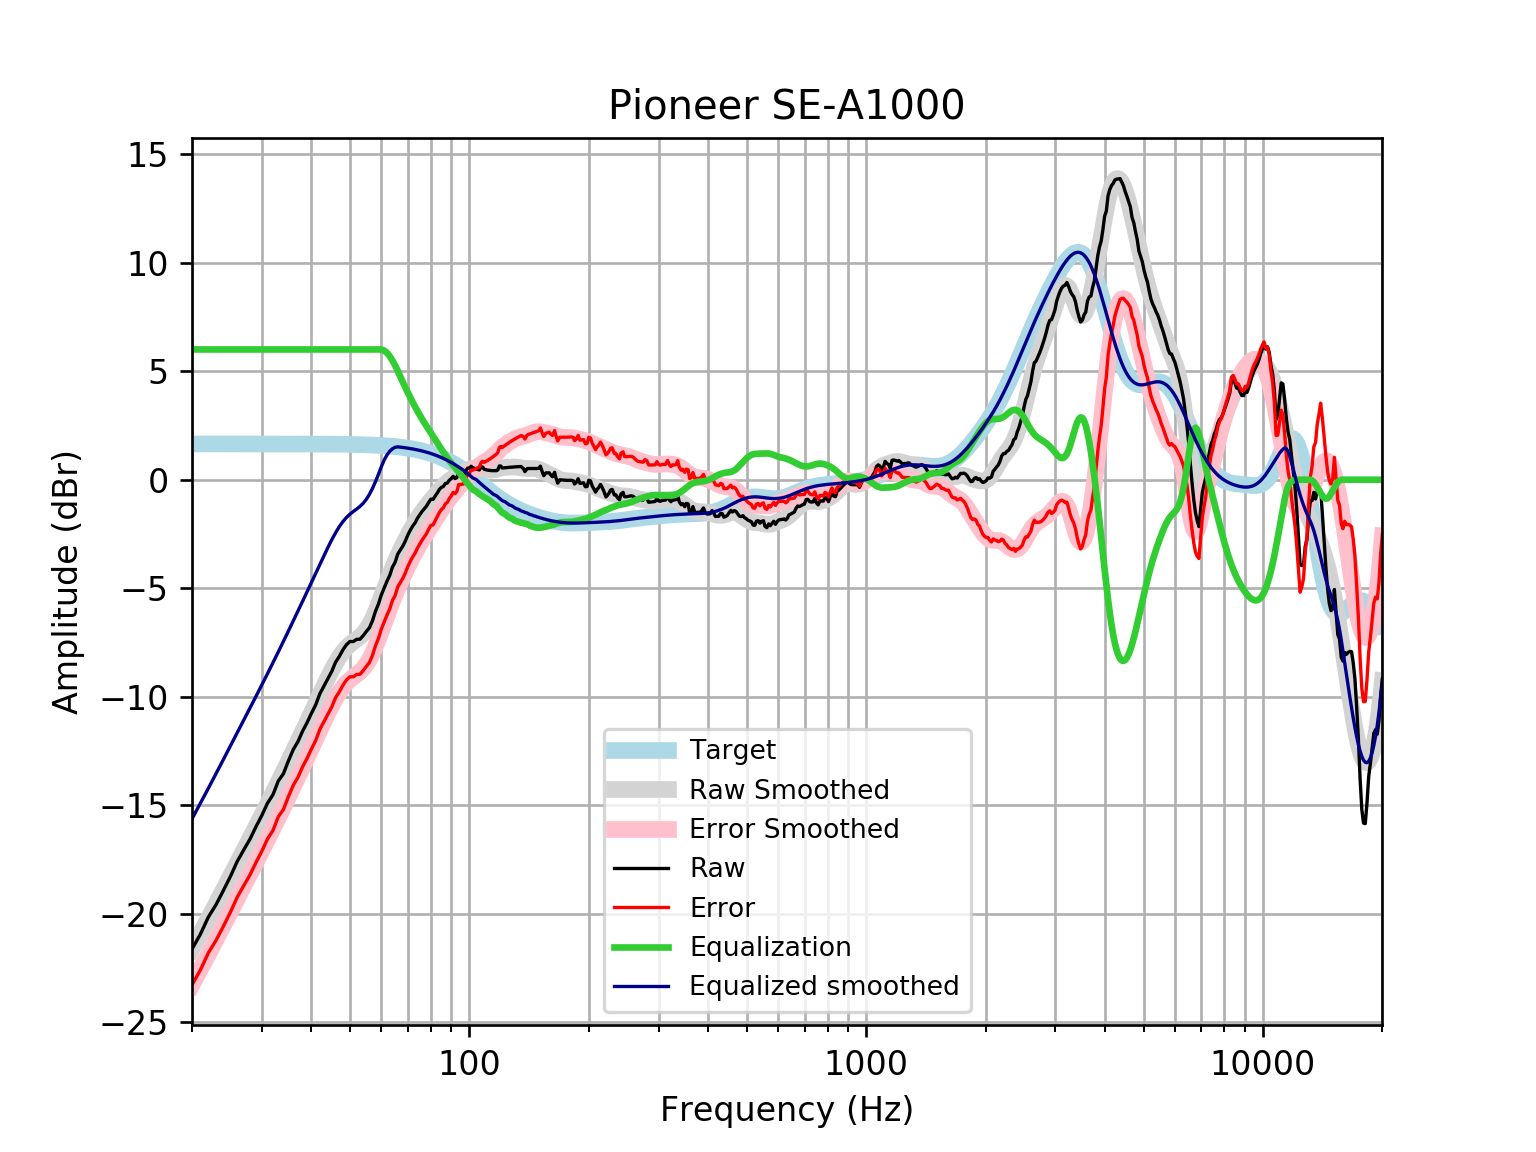 Pioneer SE-A1000
Amplitude (dBr)
15
10
5
0
−5
−10
−15
−20
−25
Target
Raw Smoothed
Error Smoothed
Raw
Error
Equalization
Equalized smoothed
100 1000 10000
Frequency (Hz)